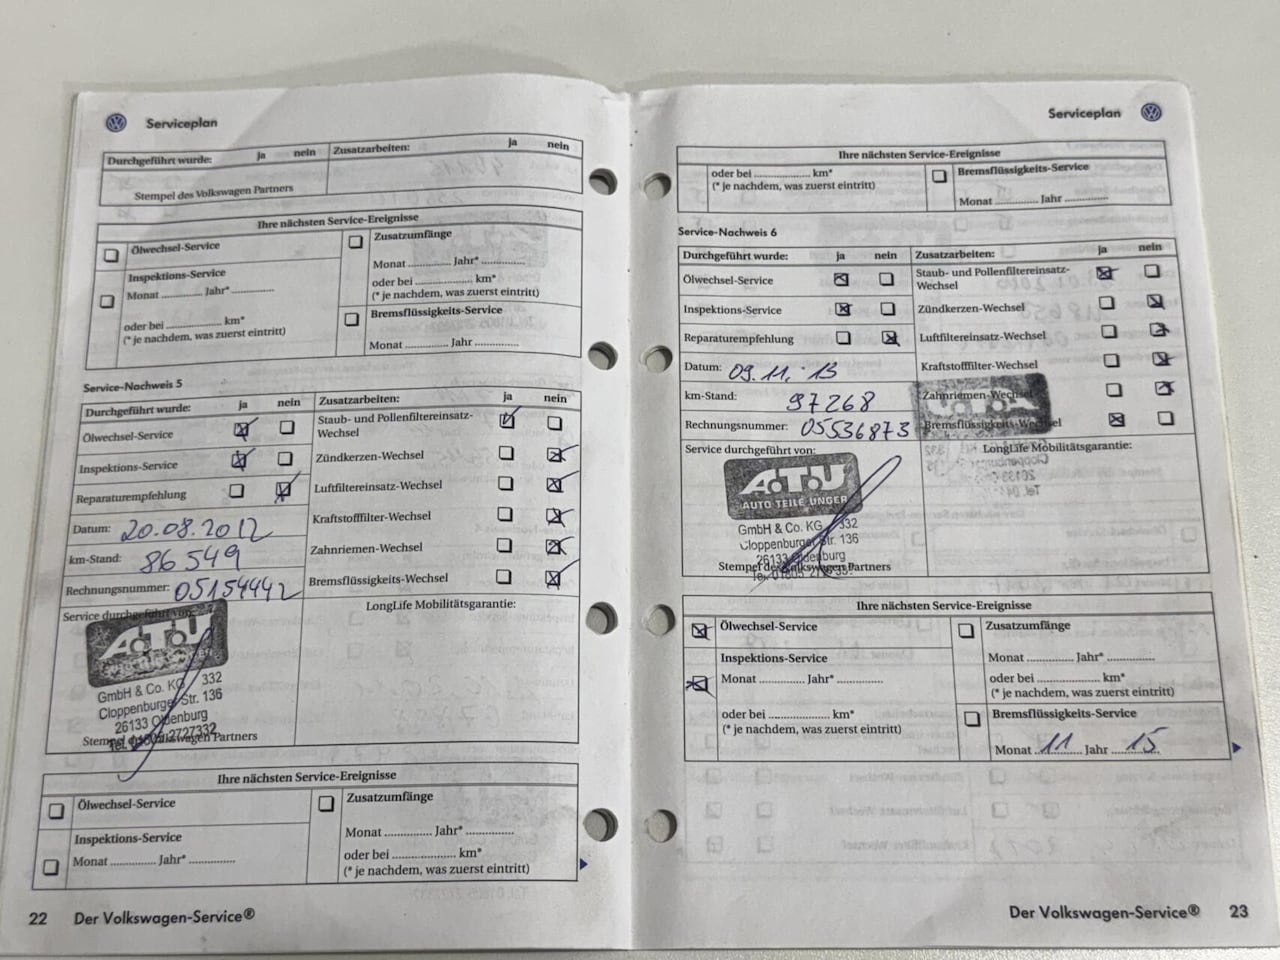 Serviceplan
Durchgeführt wurde: ja nein Zusatzarbeiten: ja nein
Stempel des Volkswagen Partners
Ihre nächsten Service-Ereignisse
Ölwechsel-Service
Inspektions-Service
Monat .............. Jahr* ..............
oder bei .................... km*
(* je nachdem, was zuerst eintritt)
Zusatzumfänge
Monat .............. Jahr* ..............
oder bei .................... km*
(* je nachdem, was zuerst eintritt)
Bremsflüssigkeits-Service
Monat .............. Jahr ..............
Service-Nachweis 5
Durchgeführt wurde: ja nein Zusatzarbeiten: ja nein
Ölwechsel-Service
Inspektions-Service
Reparaturempfehlung
Datum: 20.08.2012
km-Stand: 86549
Rechnungsnummer: 05154442
Staub- und Pollenfiltereinsatz-
Wechsel
Zündkerzen-Wechsel
Luftfiltereinsatz-Wechsel
Kraftstofffilter-Wechsel
Zahnriemen-Wechsel
Bremsflüssigkeits-Wechsel
Service durchgeführt von:
A.T.U
GmbH & Co. KG 332
Cloppenburger Str. 136
26133 Oldenburg
Stempel des Volkswagen Partners
LongLife Mobilitätsgarantie:
Ihre nächsten Service-Ereignisse
Ölwechsel-Service
Inspektions-Service
Monat .............. Jahr* ..............
Zusatzumfänge
Monat .............. Jahr* ..............
oder bei .................... km*
(* je nachdem, was zuerst eintritt)
22 Der Volkswagen-Service®
Serviceplan
Ihre nächsten Service-Ereignisse
oder bei .................... km*
(* je nachdem, was zuerst eintritt)
Bremsflüssigkeits-Service
Monat .............. Jahr ..............
Service-Nachweis 6
Durchgeführt wurde: ja nein Zusatzarbeiten: ja nein
Ölwechsel-Service
Inspektions-Service
Reparaturempfehlung
Datum: 09.11.13
km-Stand: 97268
Rechnungsnummer: 05536873
Staub- und Pollenfiltereinsatz-
Wechsel
Zündkerzen-Wechsel
Luftfiltereinsatz-Wechsel
Kraftstofffilter-Wechsel
Zahnriemen-Wechsel
Bremsflüssigkeits-Wechsel
Service durchgeführt von:
A.T.U
AUTO TEILE UNGER
GmbH & Co. KG 332
Cloppenburger Str. 136
26133 Oldenburg
Stempel des Volkswagen Partners
LongLife Mobilitätsgarantie:
Ihre nächsten Service-Ereignisse
Ölwechsel-Service
Inspektions-Service
Monat .............. Jahr* ..............
oder bei .................... km*
(* je nachdem, was zuerst eintritt)
Zusatzumfänge
Monat .............. Jahr* ..............
oder bei .................... km*
(* je nachdem, was zuerst eintritt)
Bremsflüssigkeits-Service
Monat 11 Jahr 15
Der Volkswagen-Service® 23